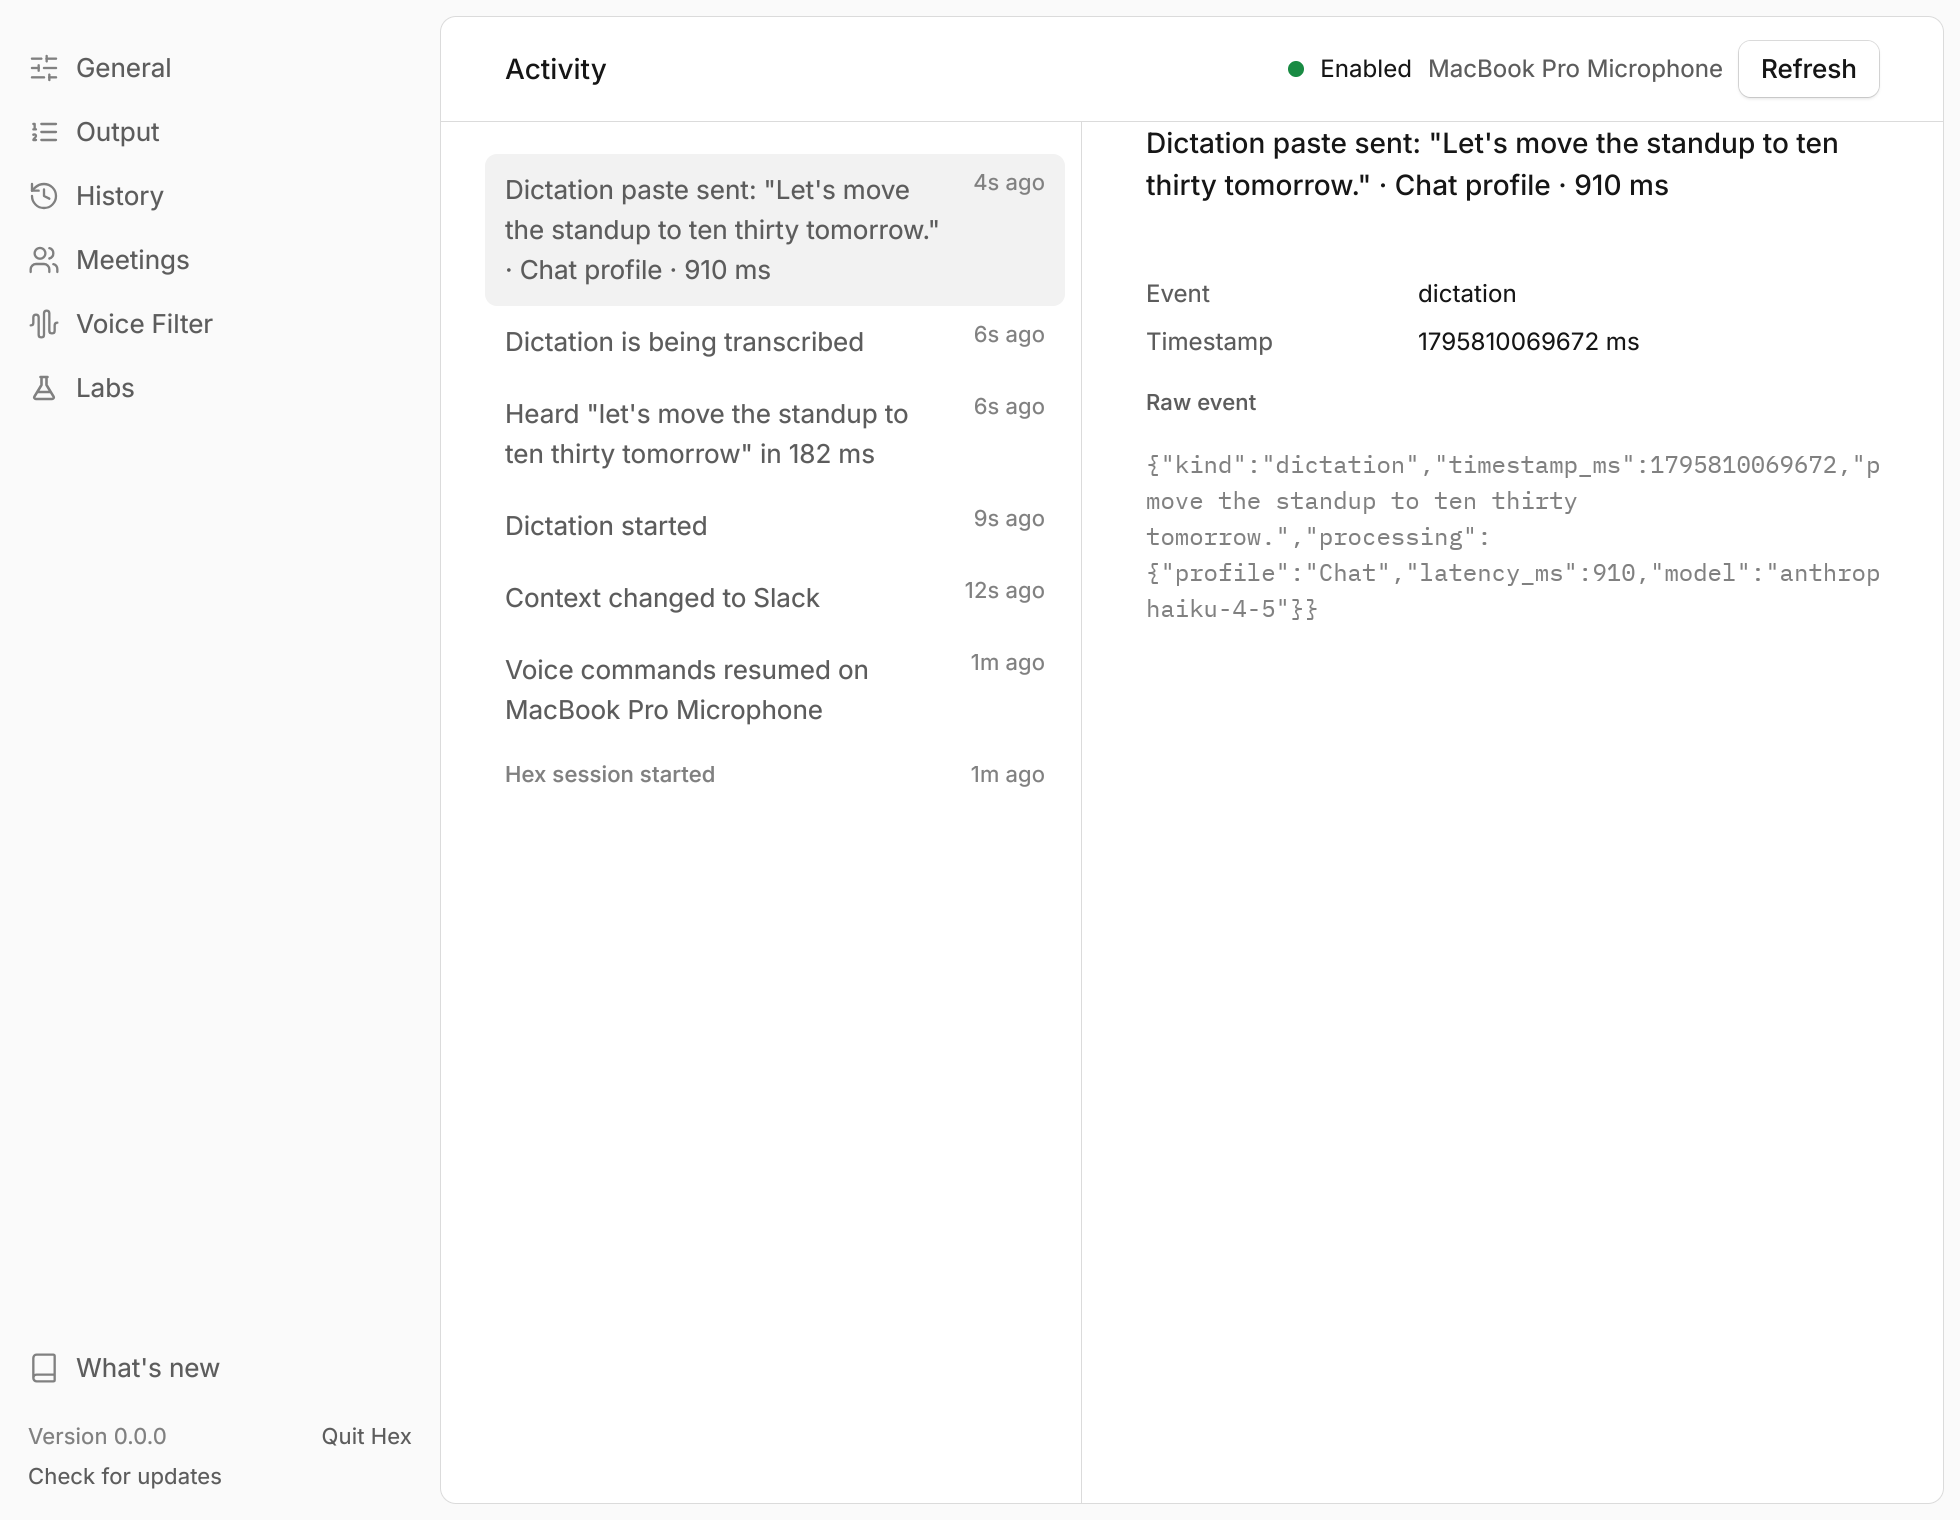 General
Output
History
Meetings
Voice Filter
Labs
What's new
Version 0.0.0
Quit Hex
Check for updates
Activity
Enabled
MacBook Pro Microphone
Refresh
Dictation paste sent: "Let's move
the standup to ten thirty tomorrow."
· Chat profile · 910 ms
4s ago
Dictation is being transcribed
6s ago
Heard "let's move the standup to
ten thirty tomorrow" in 182 ms
6s ago
Dictation started
9s ago
Context changed to Slack
12s ago
Voice commands resumed on
MacBook Pro Microphone
1m ago
Hex session started
1m ago
Dictation paste sent: "Let's move the standup to ten
thirty tomorrow." · Chat profile · 910 ms
Event
dictation
Timestamp
1795810069672 ms
Raw event
{"kind":"dictation","timestamp_ms":1795810069672,"p
move the standup to ten thirty
tomorrow.","processing":
{"profile":"Chat","latency_ms":910,"model":"anthrop
haiku-4-5"}}